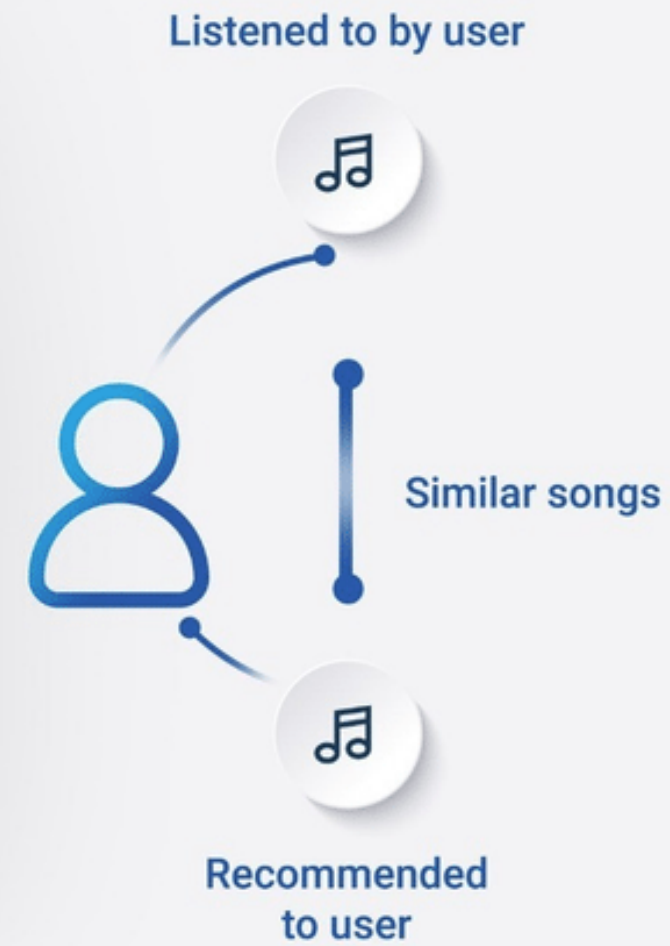 Listened to by user
Similar songs
Recommended
to user